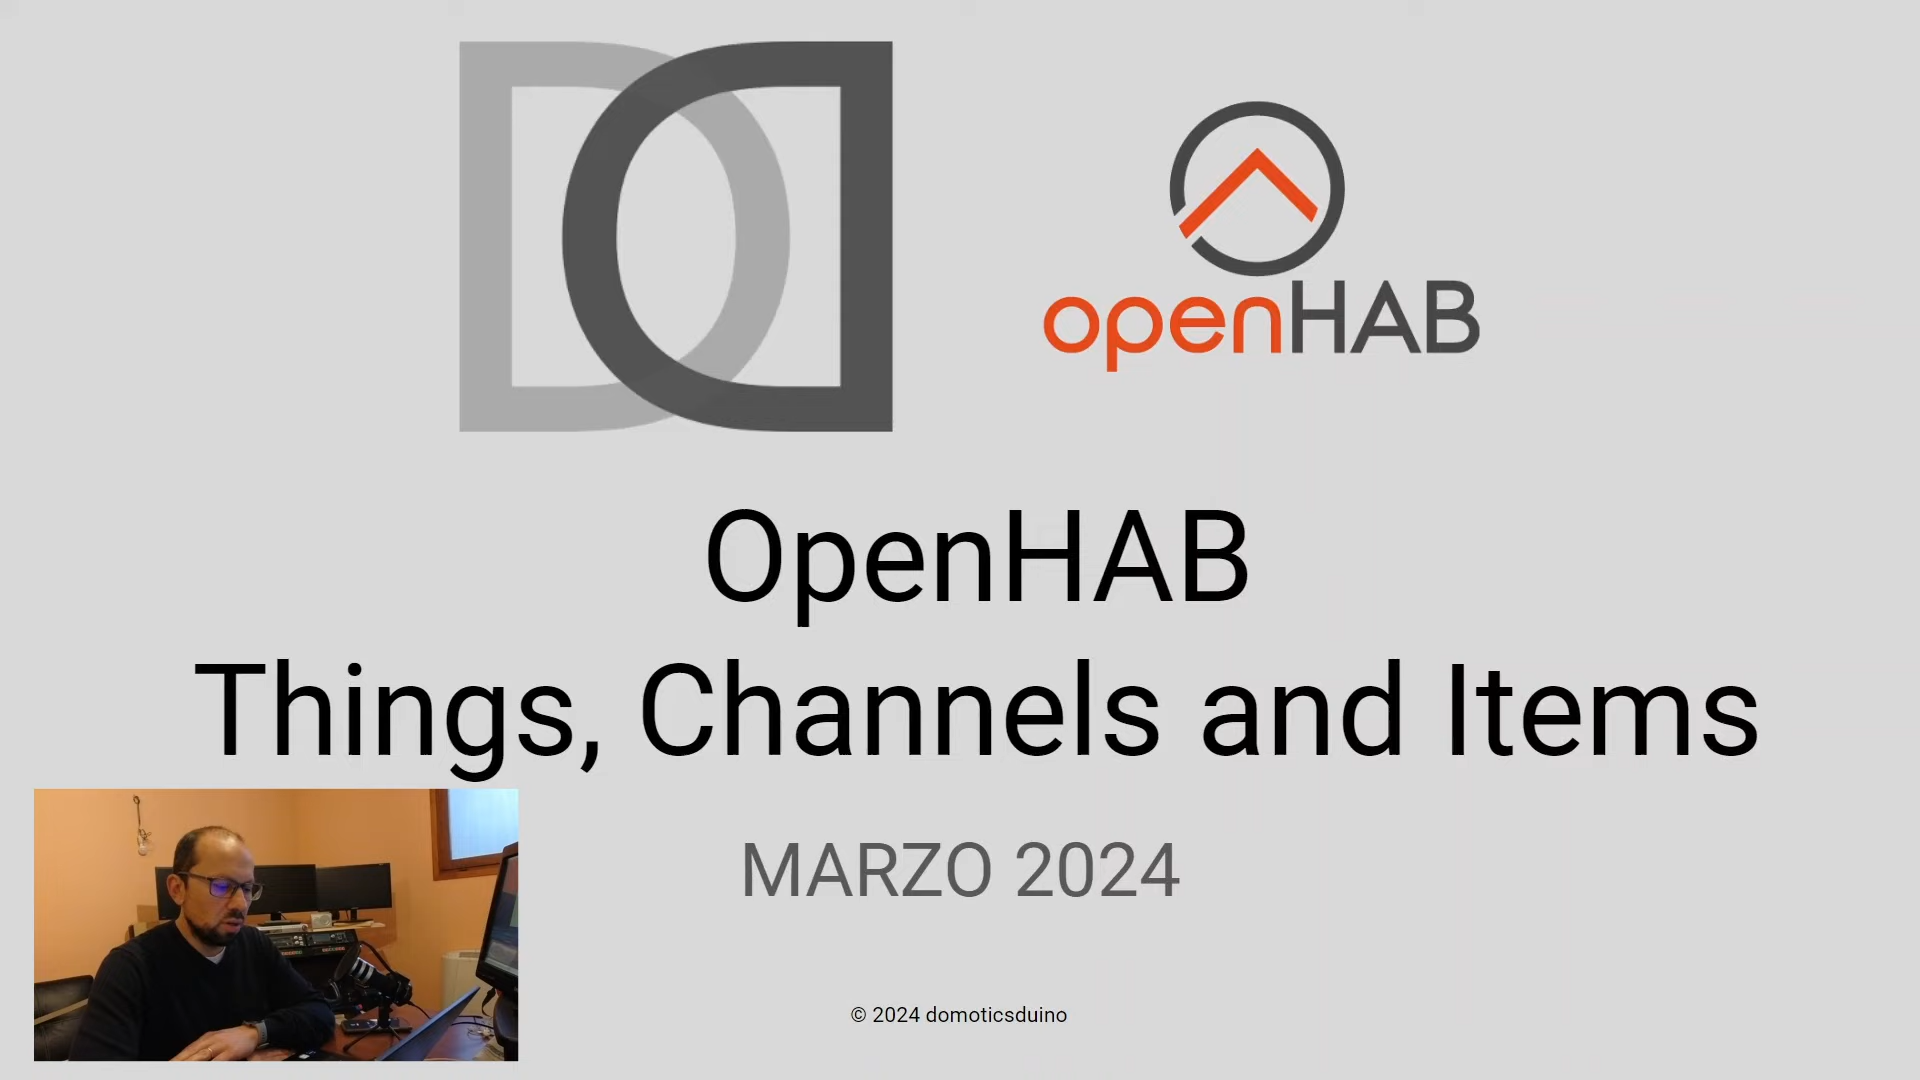 openHAB
OpenHAB
Things, Channels and Items
MARZO 2024
© 2024 domoticsduino